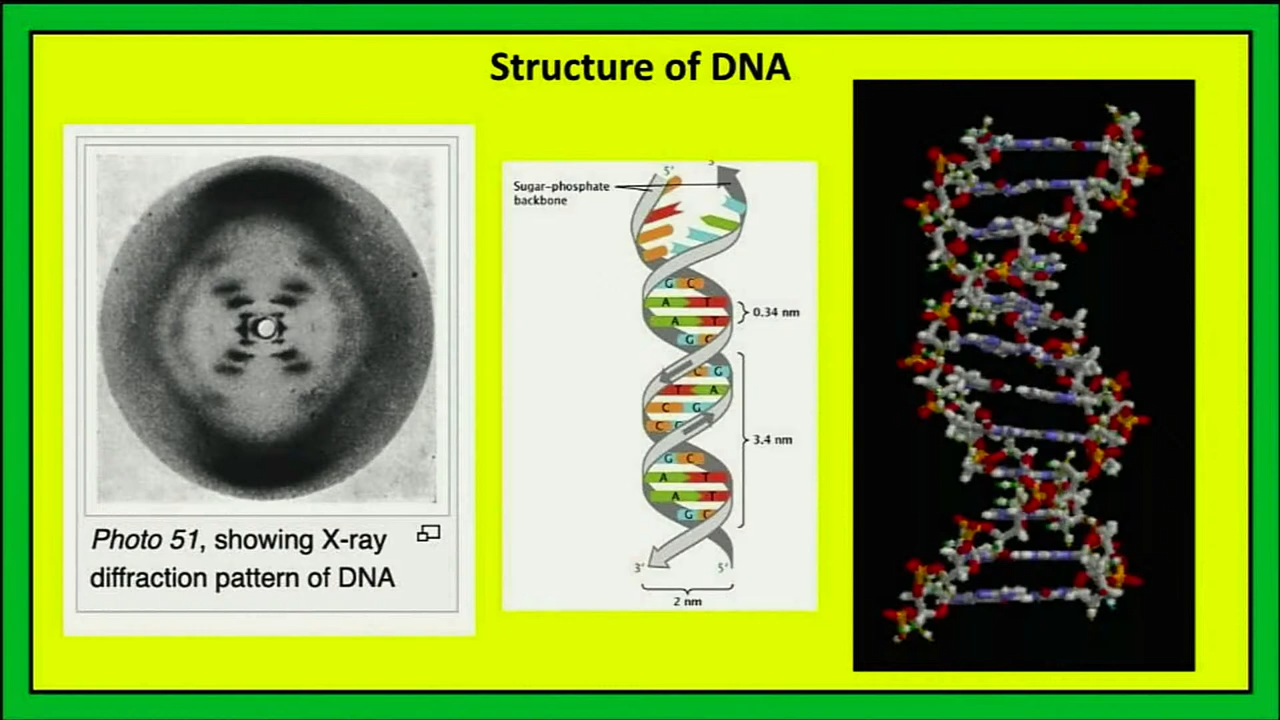 Structure of DNA
Photo 51, showing X-ray
diffraction pattern of DNA
5'
Sugar–phosphate
backbone
G C
A T
0.34 nm
A T
G C
C G
T A
C G
C G
3.4 nm
G C
A T
A T
G C
3' 5'
2 nm